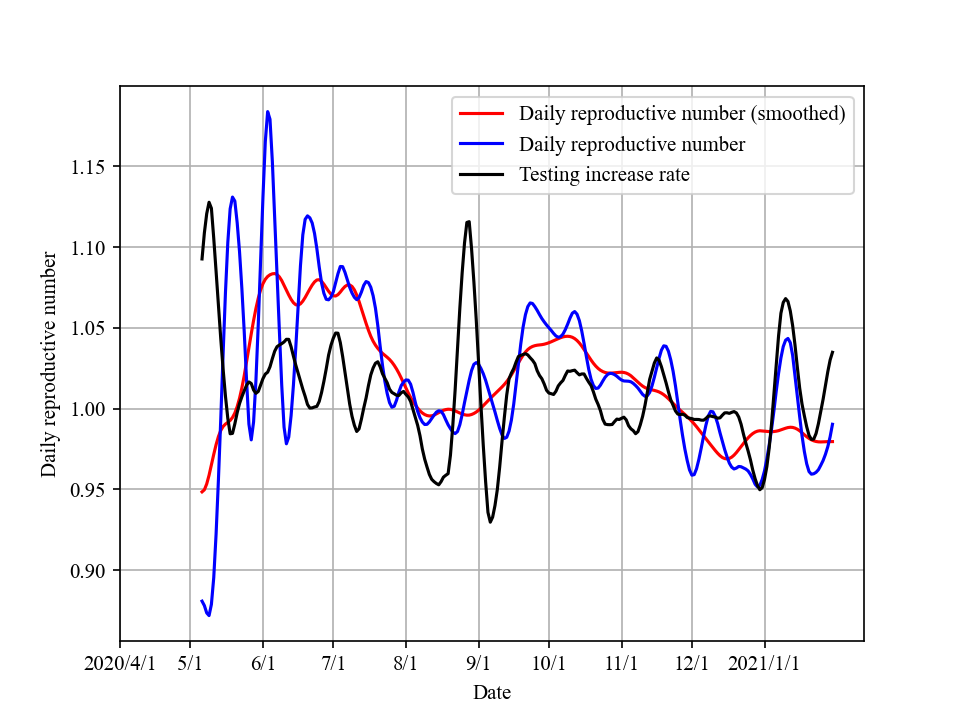 Daily reproductive number (smoothed)
Daily reproductive number
Testing increase rate
Daily reproductive number
1.15
1.10
1.05
1.00
0.95
0.90
2020/4/1 5/1 6/1 7/1 8/1 9/1 10/1 11/1 12/1 2021/1/1
Date